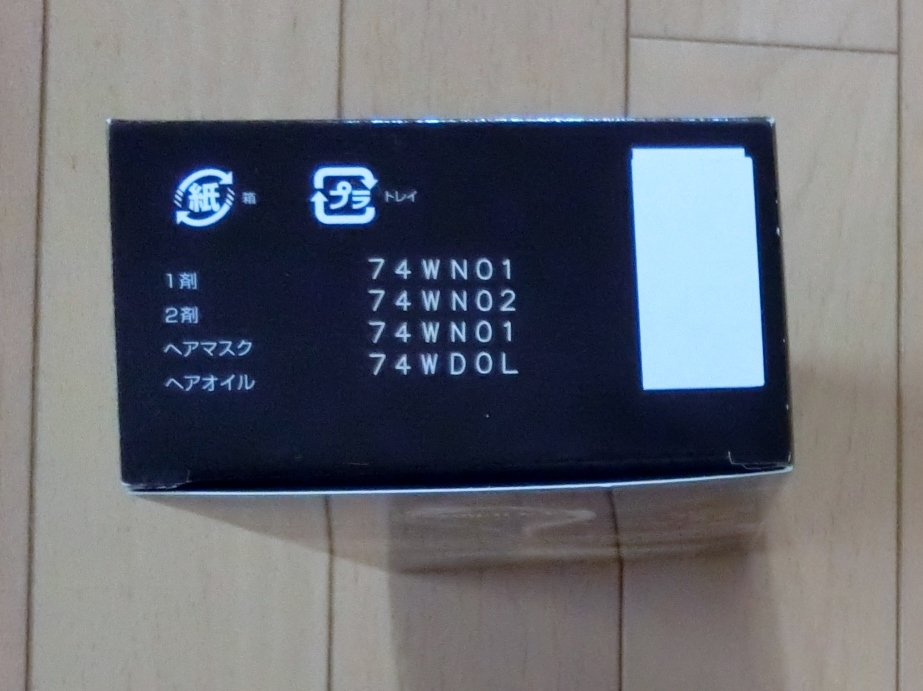 紙 箱 プラ トレイ
1剤 74WN01
2剤 74WN02
ヘアマスク 74WN01
ヘアオイル 74WD0L